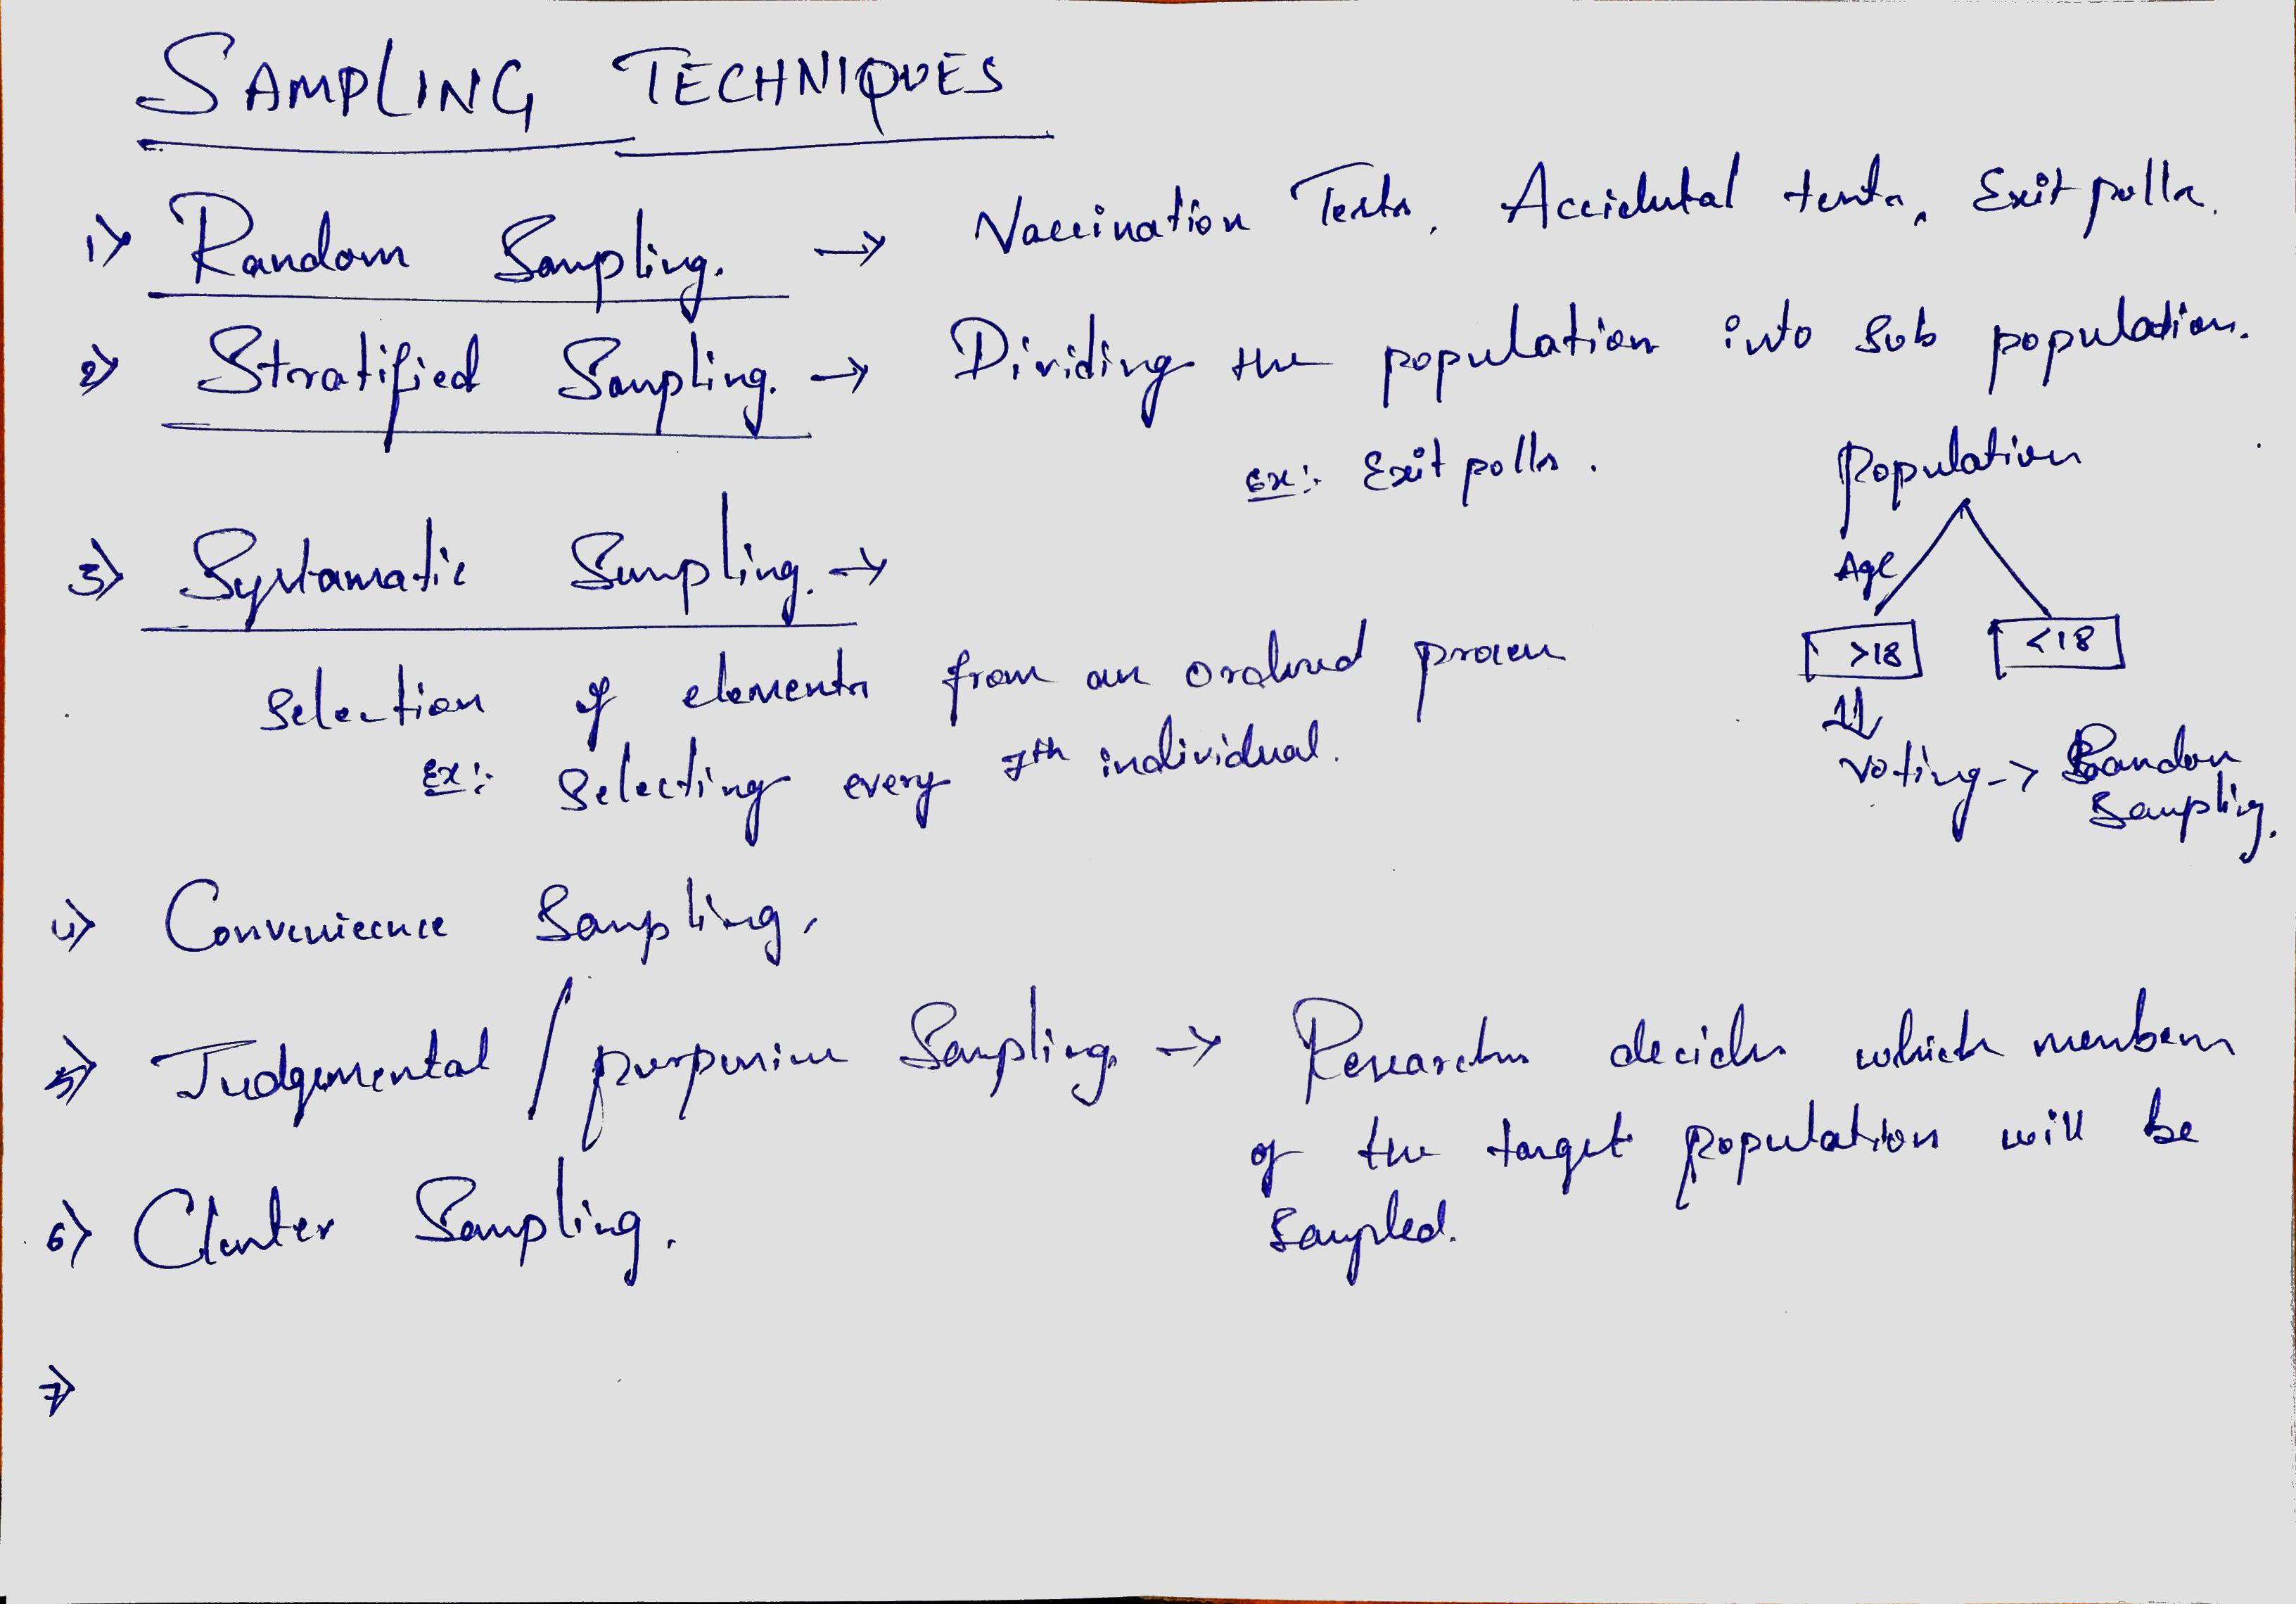 SAMPLING TECHNIQUES
1) Random Sampling. → Vaccination Tests, Accidental tests, Exit polls.
2) Stratified Sampling. → Dividing the population into sub population.
ex:- Exit polls.
Population
Age
>18 <18
voting -> Random
Sampling.
3) Systamatic Sampling. →
selection of elements from an ordered process
Ex:- Selecting every 7th individual.
4) Convenience Sampling.
5) Judgemental / purposive Sampling. → Researcher decides which members
of the target population will be
sampled.
6) Cluster Sampling.
7)